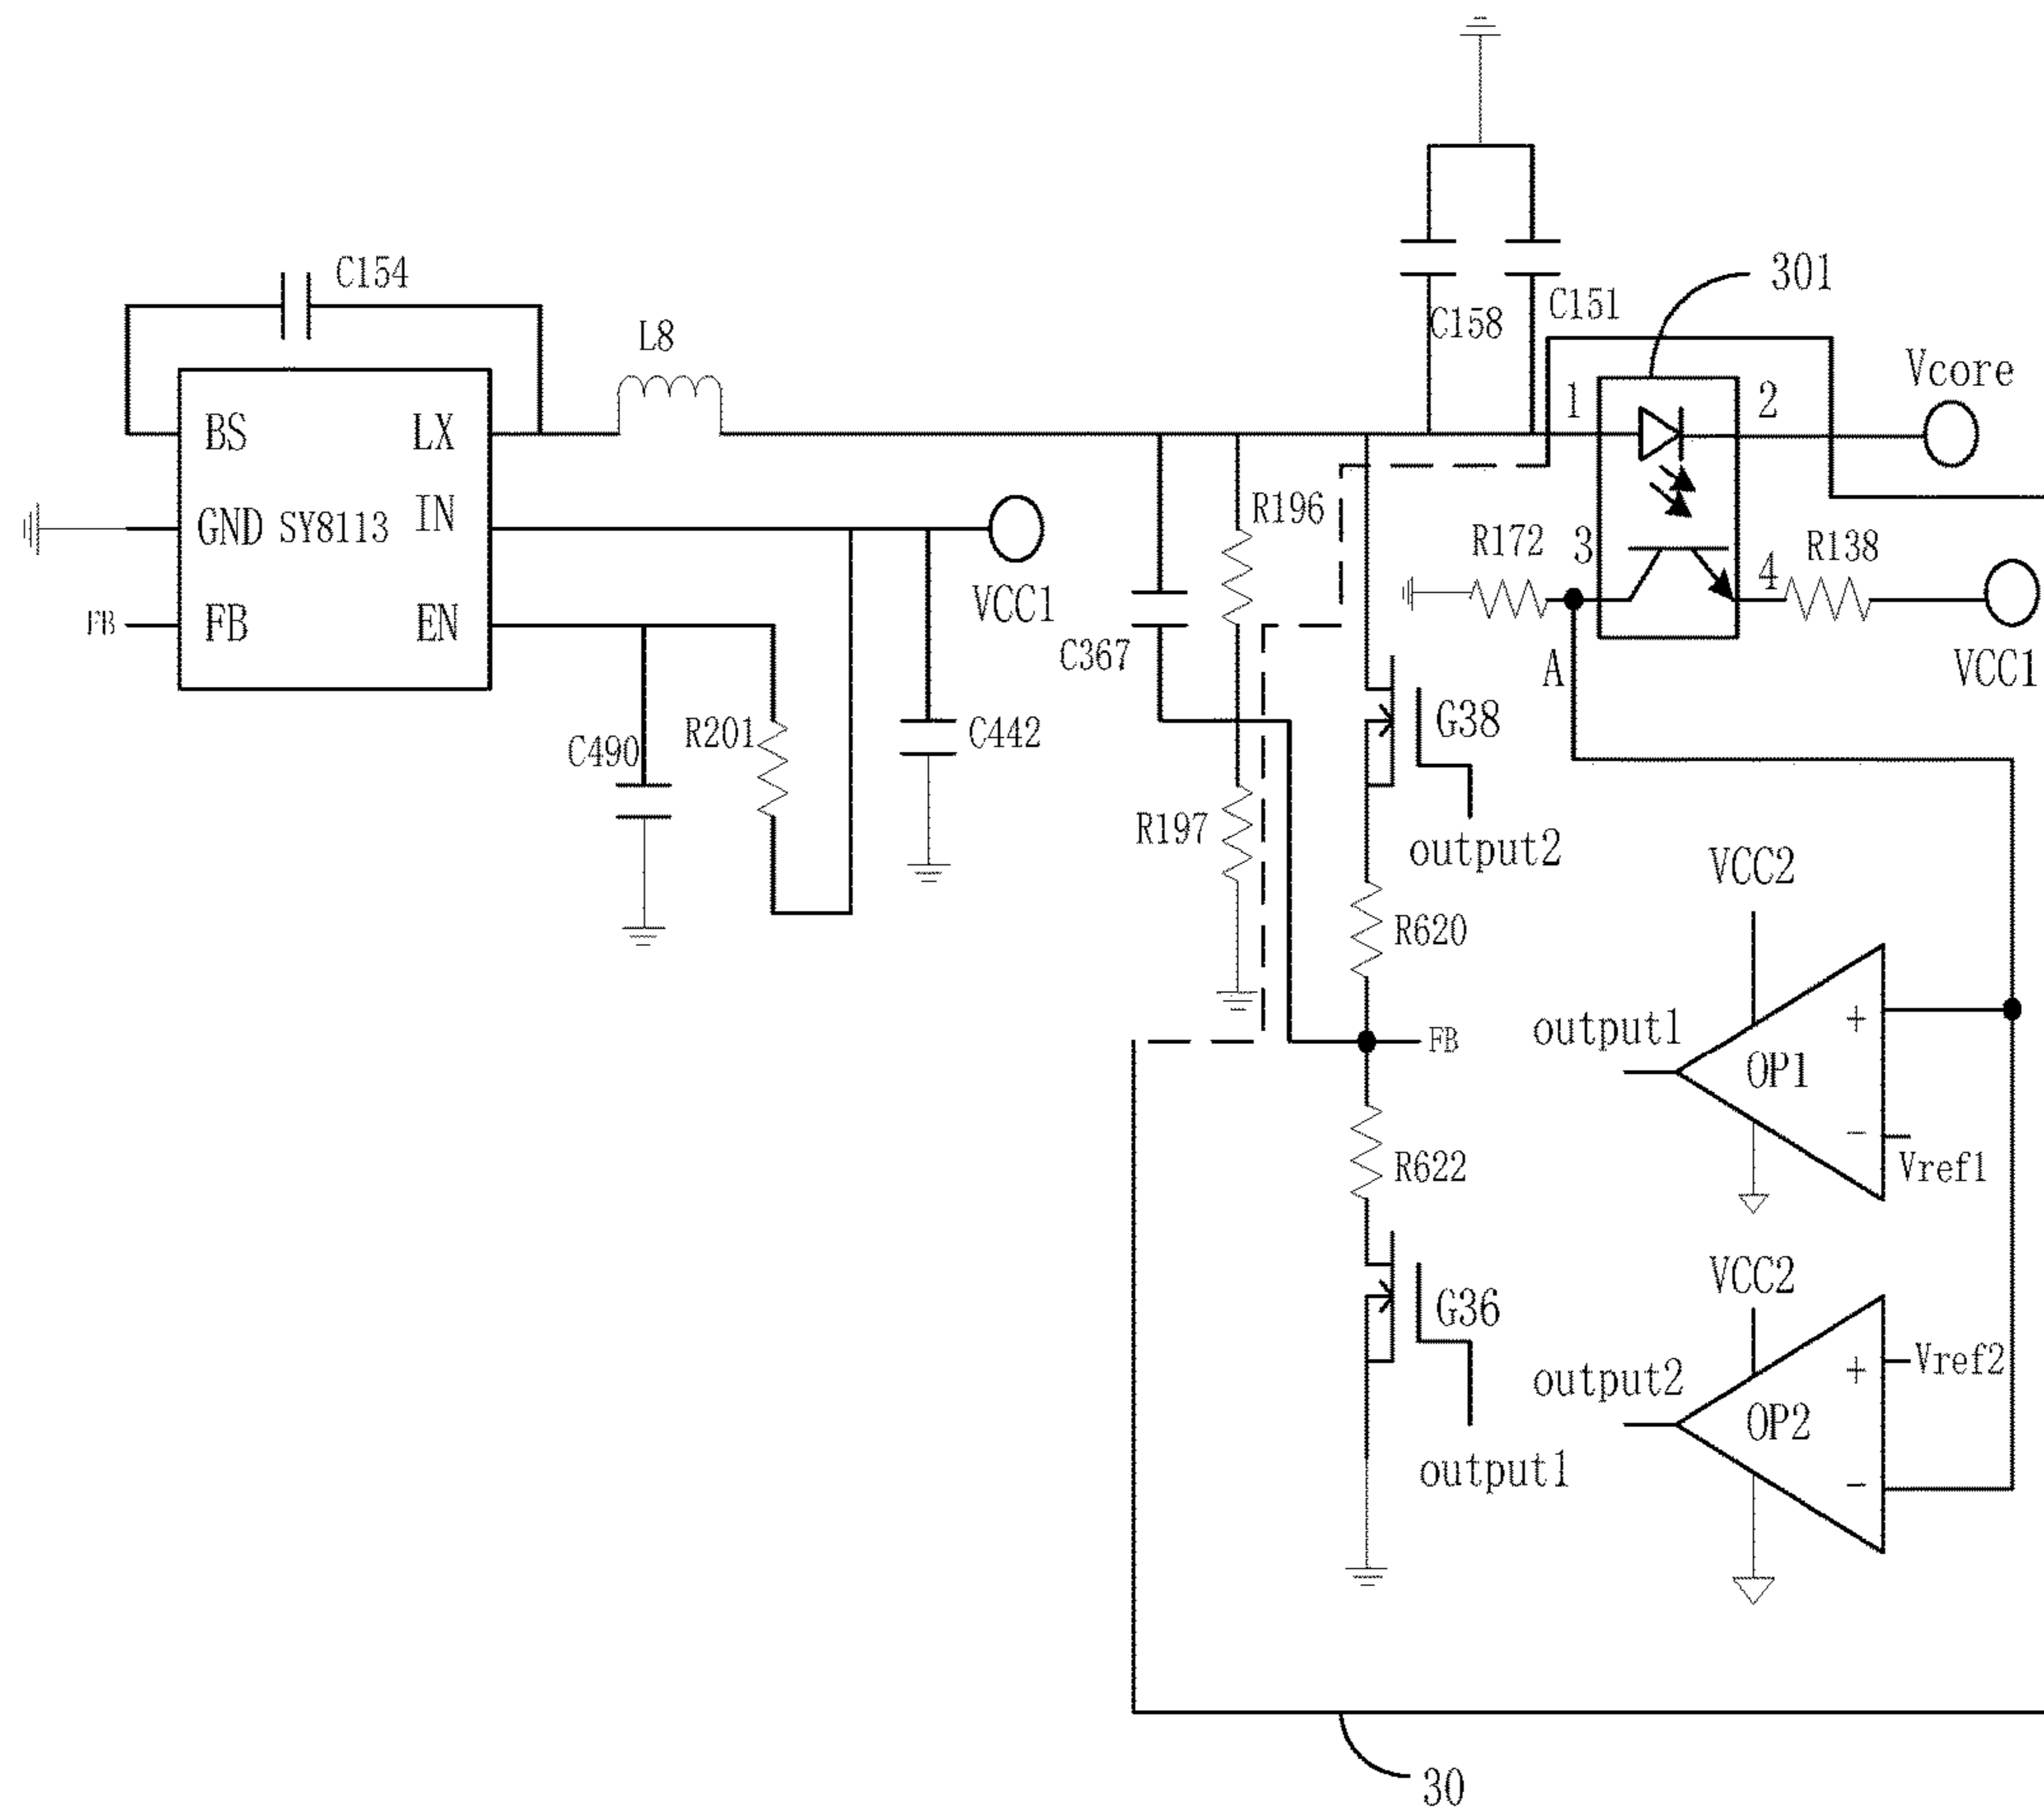 C154
L8
C158
C151
301
Vcore
1
2
BS
LX
GND
SY8113
IN
FB
FB
EN
VCC1
R196
R172
3
4
R138
VCC1
A
C367
G38
C490
R201
C442
R197
output2
VCC2
R620
output1
+
OP1
FB
−
R622
Vref1
VCC2
G36
output2
+
Vref2
OP2
output1
−
30